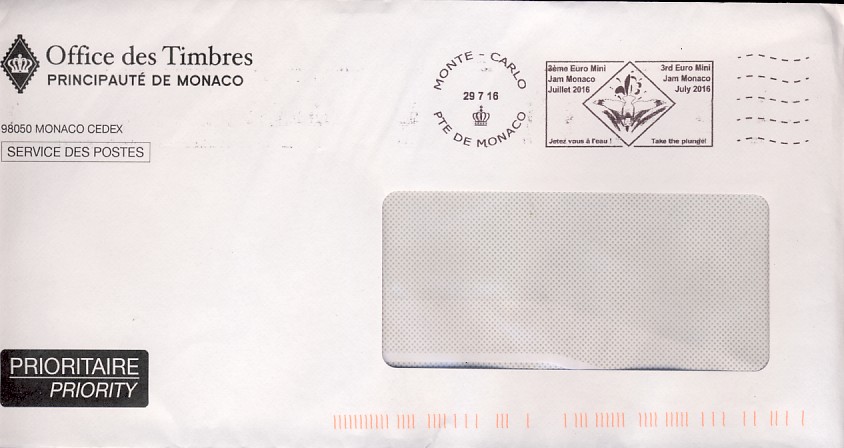 Office des Timbres
PRINCIPAUTÉ DE MONACO
98050 MONACO CEDEX
SERVICE DES POSTES
MONTE - CARLO
29 7 16
PTE DE MONACO
3ème Euro Mini
Jam Monaco
Juillet 2016
Jetez vous à l'eau !
3rd Euro Mini
Jam Monaco
July 2016
Take the plunge!
PRIORITAIRE
PRIORITY